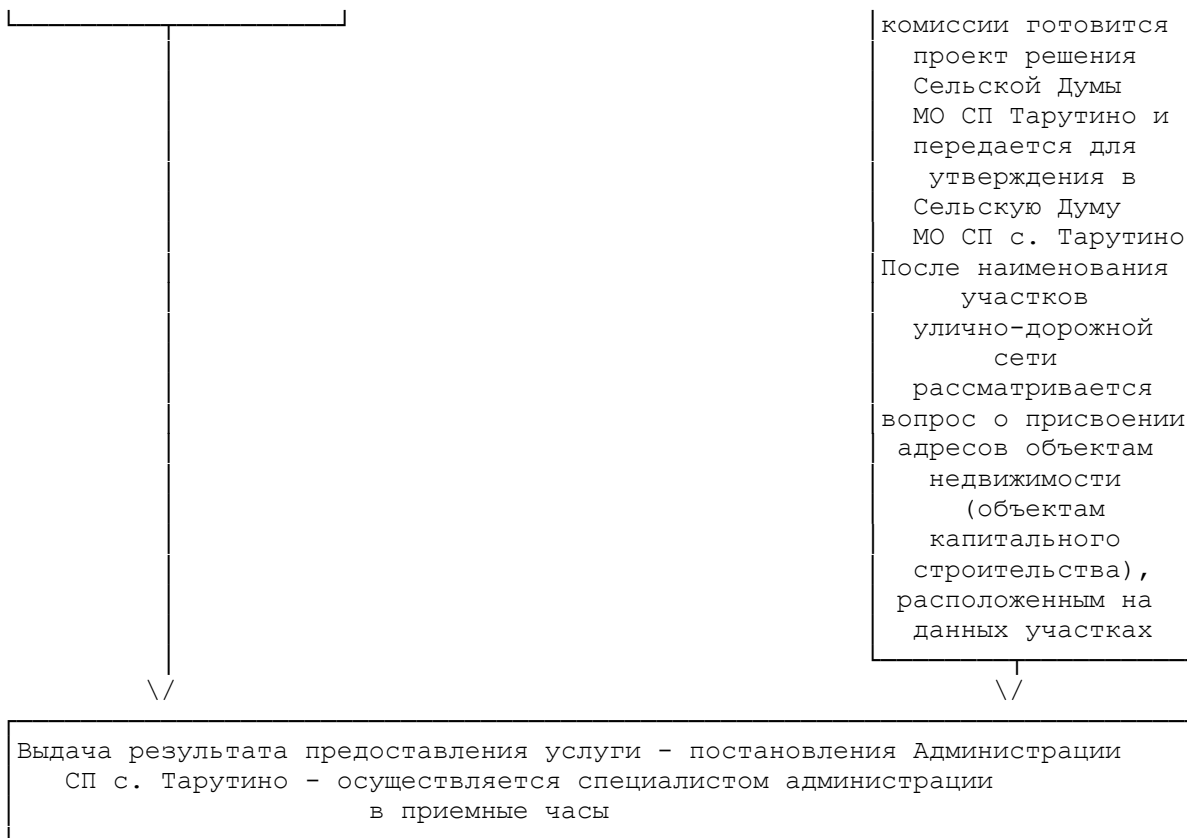 комиссии готовится
проект решения
Сельской Думы
МО СП Тарутино и
передается для
утверждения в
Сельскую Думу
МО СП с. Тарутино
После наименования
участков
улично-дорожной
сети
рассматривается
вопрос о присвоении
адресов объектам
недвижимости
(объектам
капитального
строительства),
расположенным на
данных участках
Выдача результата предоставления услуги - постановления Администрации
СП с. Тарутино - осуществляется специалистом администрации
в приемные часы